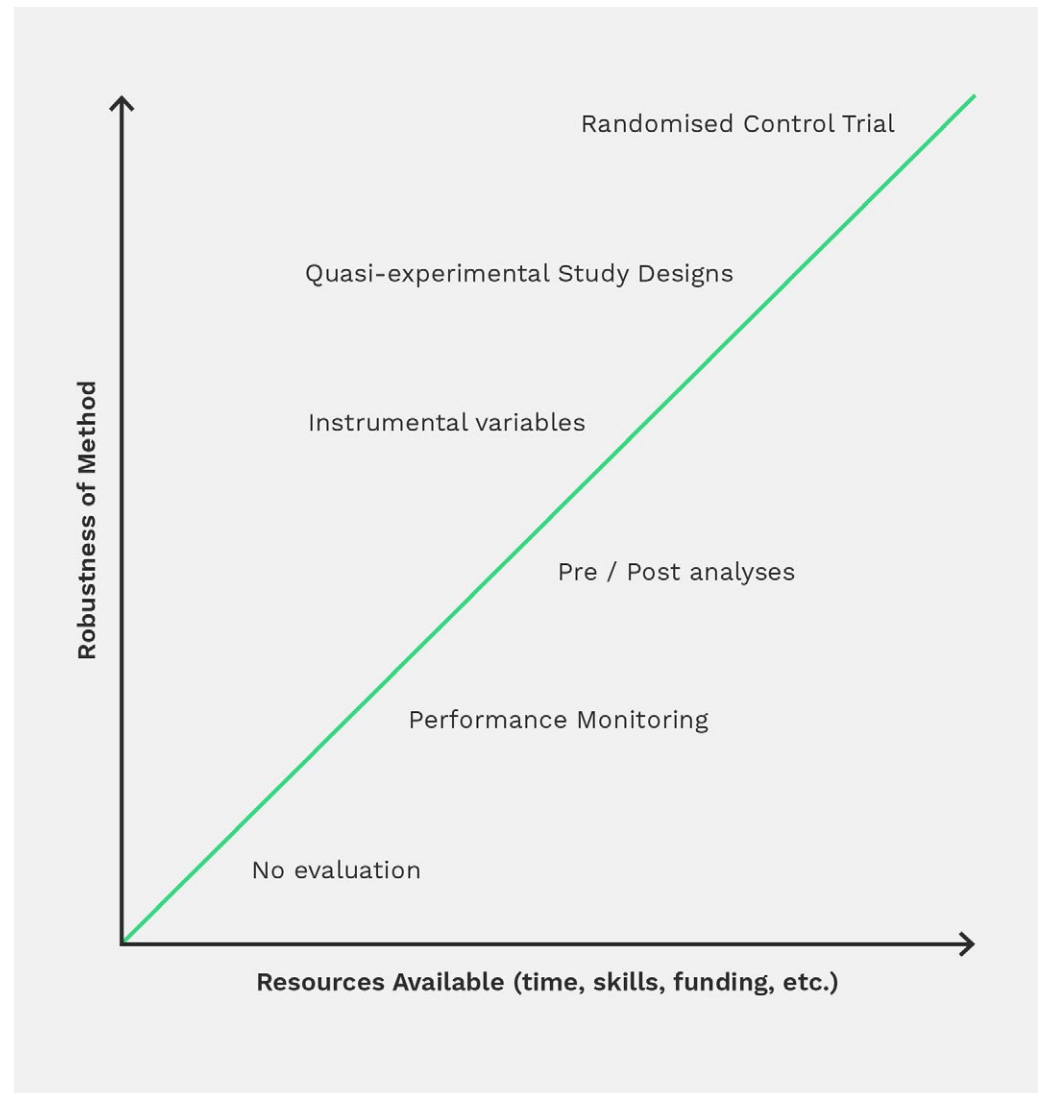 Randomised Control Trial
Quasi-experimental Study Designs
Instrumental variables
Pre / Post analyses
Performance Monitoring
No evaluation
Robustness of Method
Resources Available (time, skills, funding, etc.)